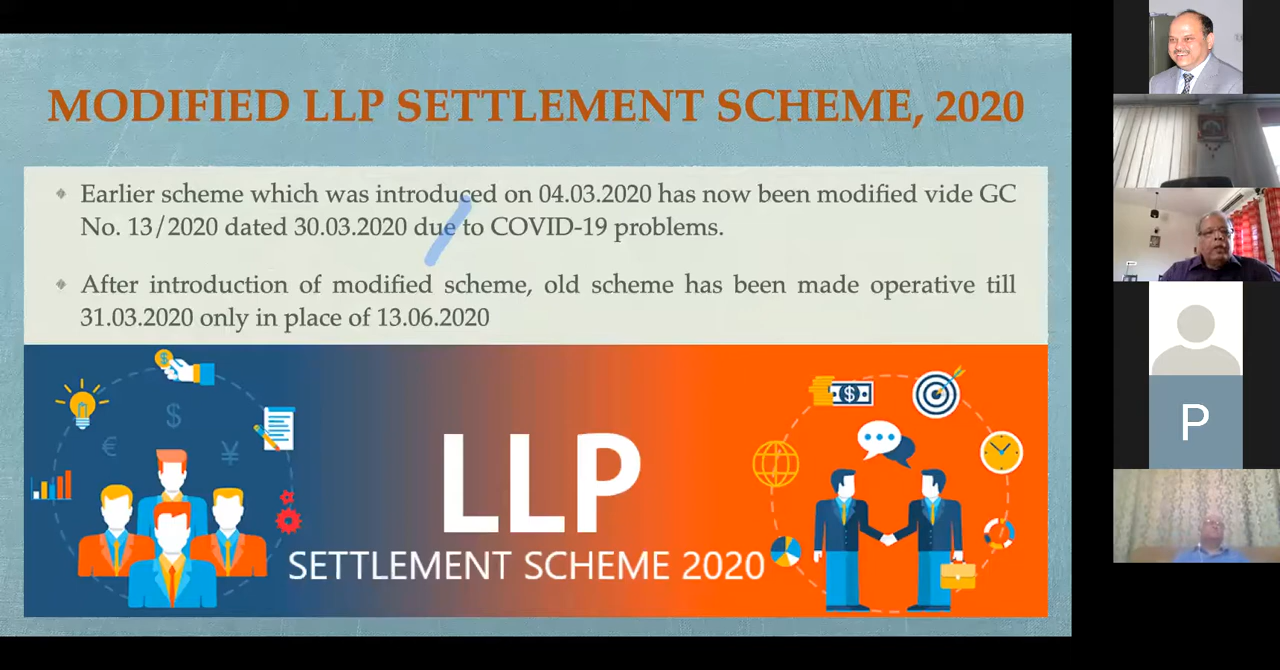 MODIFIED LLP SETTLEMENT SCHEME, 2020
Earlier scheme which was introduced on 04.03.2020 has now been modified vide GC
No. 13/2020 dated 30.03.2020 due to COVID-19 problems.
After introduction of modified scheme, old scheme has been made operative till
31.03.2020 only in place of 13.06.2020
$
$
€
¥
$
LLP
SETTLEMENT SCHEME 2020
P